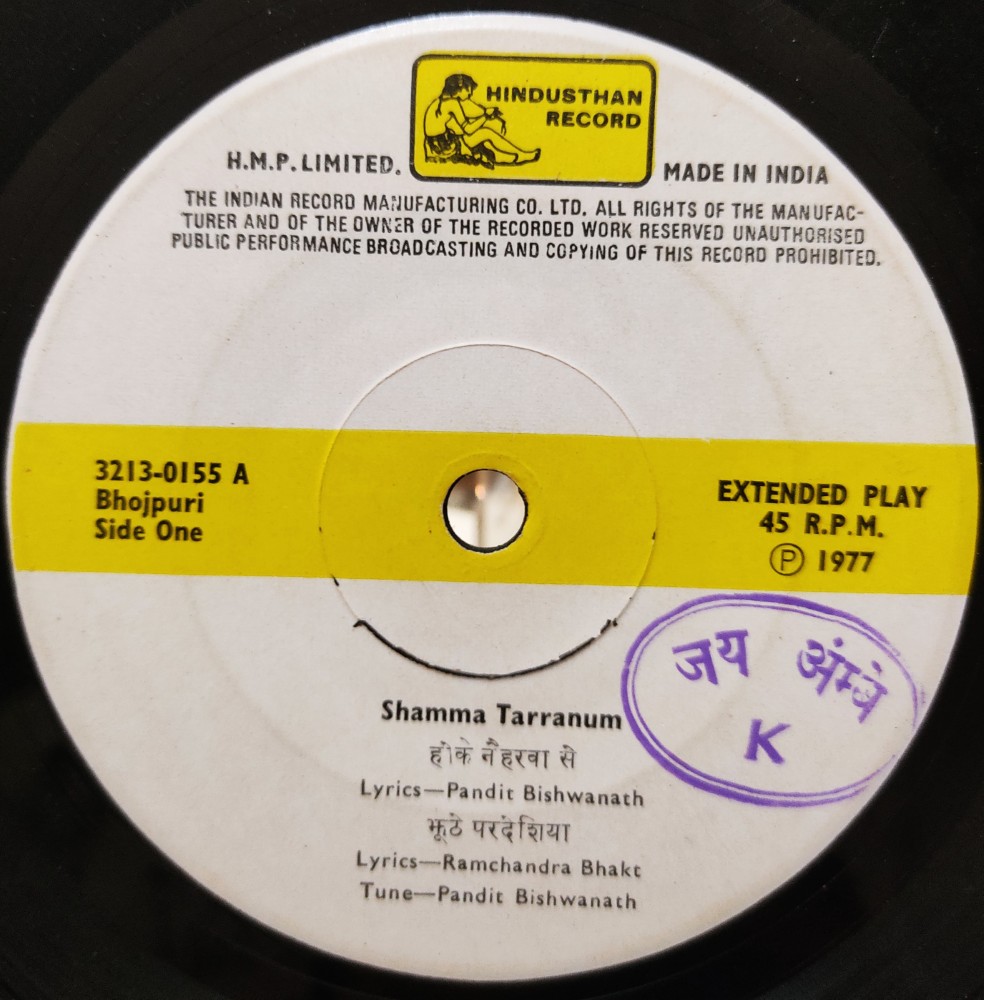 HINDUSTHAN
RECORD
H.M.P. LIMITED.
MADE IN INDIA
THE INDIAN RECORD MANUFACTURING CO. LTD. ALL RIGHTS OF THE MANUFAC-
TURER AND OF THE OWNER OF THE RECORDED WORK RESERVED UNAUTHORISED
PUBLIC PERFORMANCE BROADCASTING AND COPYING OF THIS RECORD PROHIBITED.
3213-0155 A
Bhojpuri
Side One
EXTENDED PLAY
45 R.P.M.
Ⓟ 1977
Shamma Tarranum
होके नैहरवा से
Lyrics—Pandit Bishwanath
झूठे परदेशिया
Lyrics—Ramchandra Bhakt
Tune—Pandit Bishwanath
जय अंम्बे
K